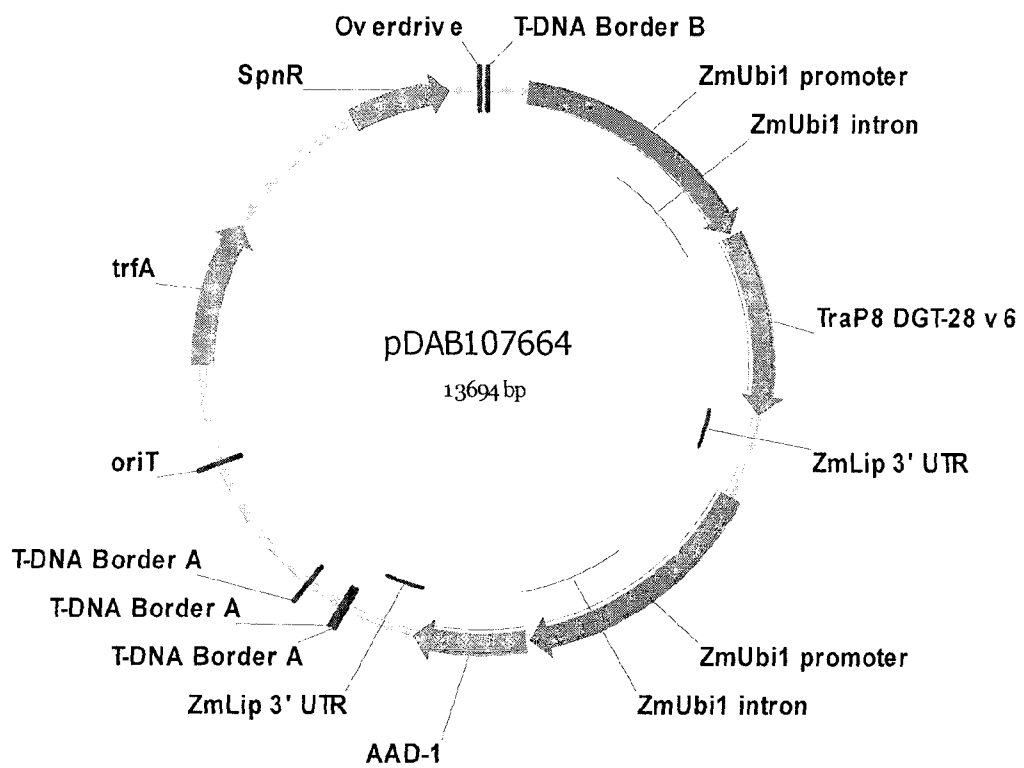 Overdrive
T-DNA Border B
SpnR
ZmUbi1 promoter
ZmUbi1 intron
trfA
TraP8 DGT-28 v 6
pDAB107664
13694 bp
oriT
ZmLip 3' UTR
T-DNA Border A
T-DNA Border A
T-DNA Border A
ZmUbi1 promoter
ZmLip 3' UTR
ZmUbi1 intron
AAD-1